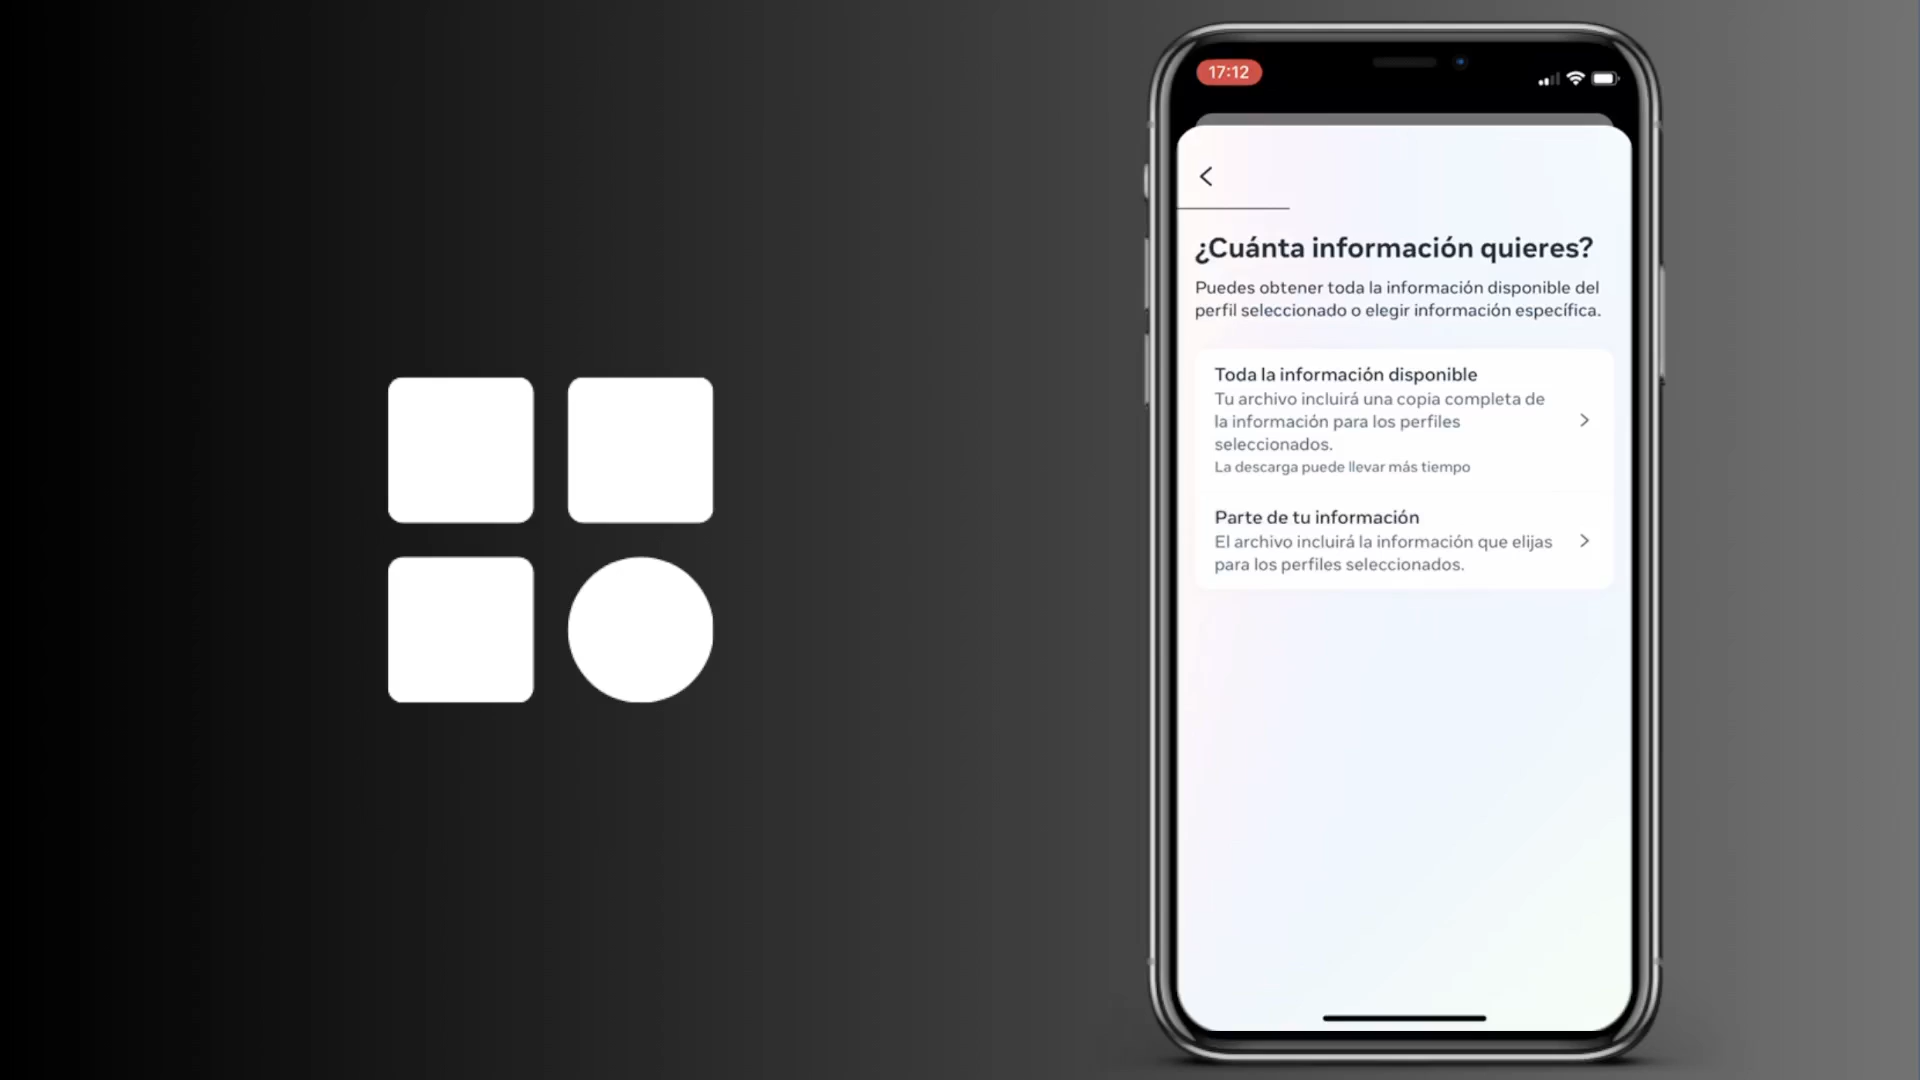 17:12
¿Cuánta información quieres?
Puedes obtener toda la información disponible del
perfil seleccionado o elegir información específica.
Toda la información disponible
Tu archivo incluirá una copia completa de
la información para los perfiles
seleccionados.
La descarga puede llevar más tiempo
Parte de tu información
El archivo incluirá la información que elijas
para los perfiles seleccionados.